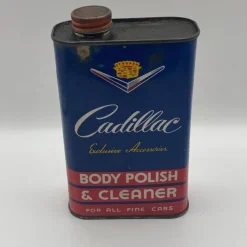 Cadillac
Exclusive Accessories
BODY POLISH
& CLEANER
FOR ALL FINE CARS